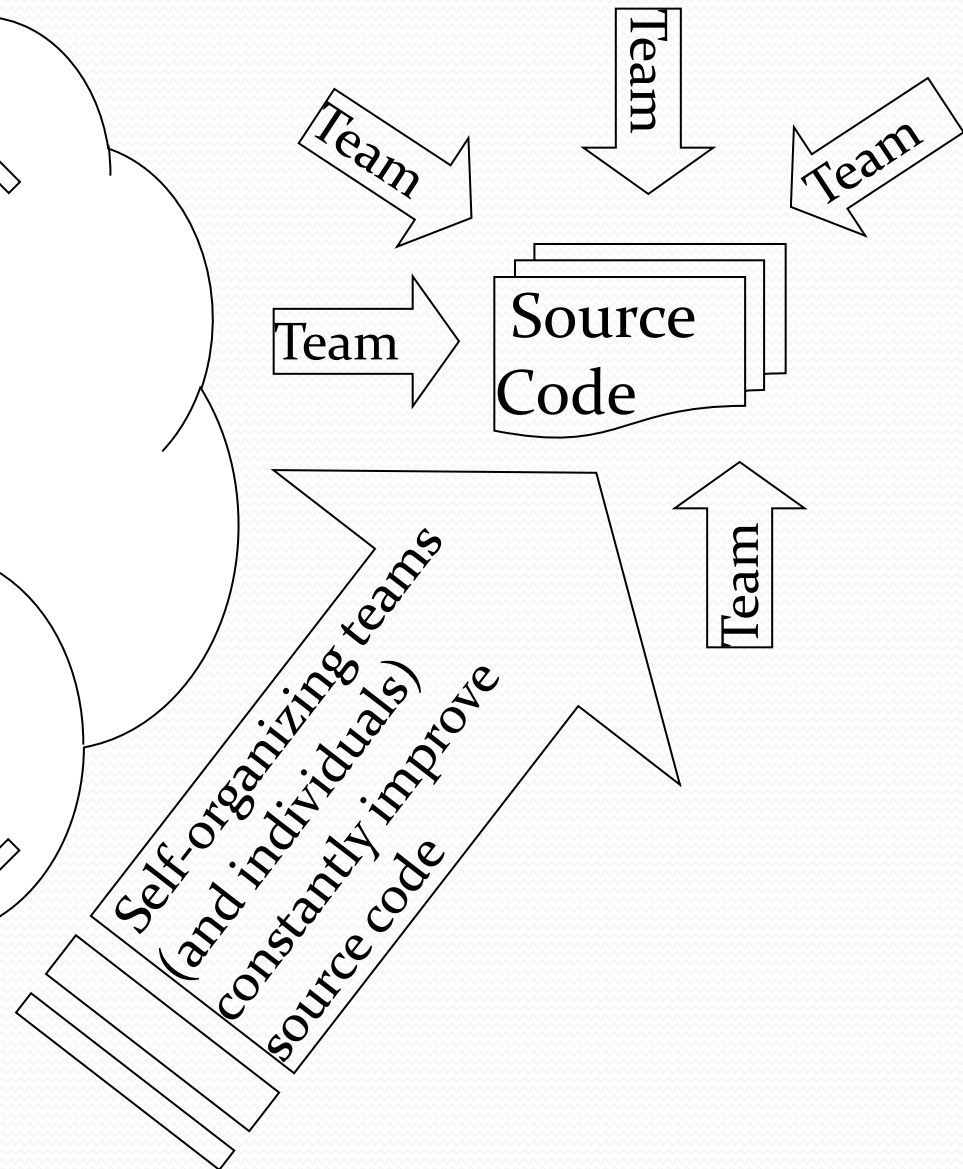 Team
Team
Team
Team
Source
Code
Team
Self-organizing teams
(and individuals)
constantly improve
source code